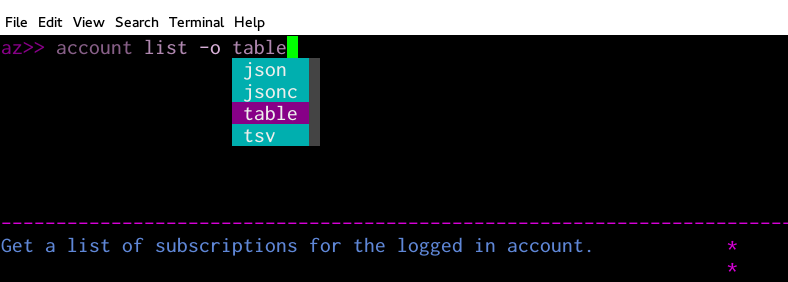 File Edit View Search Terminal Help
az>> account list -o table
json
jsonc
table
tsv
--------------------------------------------------------------------------------
Get a list of subscriptions for the logged in account. *
*